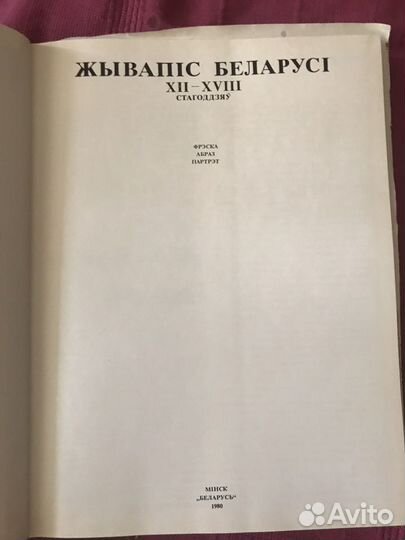 ЖЫВАПІС БЕЛАРУСІ
XII–XVIII
СТАГОДДЗЯЎ
ФРЭСКА
АБРАЗ
ПАРТРЭТ
МІНСК
„БЕЛАРУСЬ“
1980
Avito